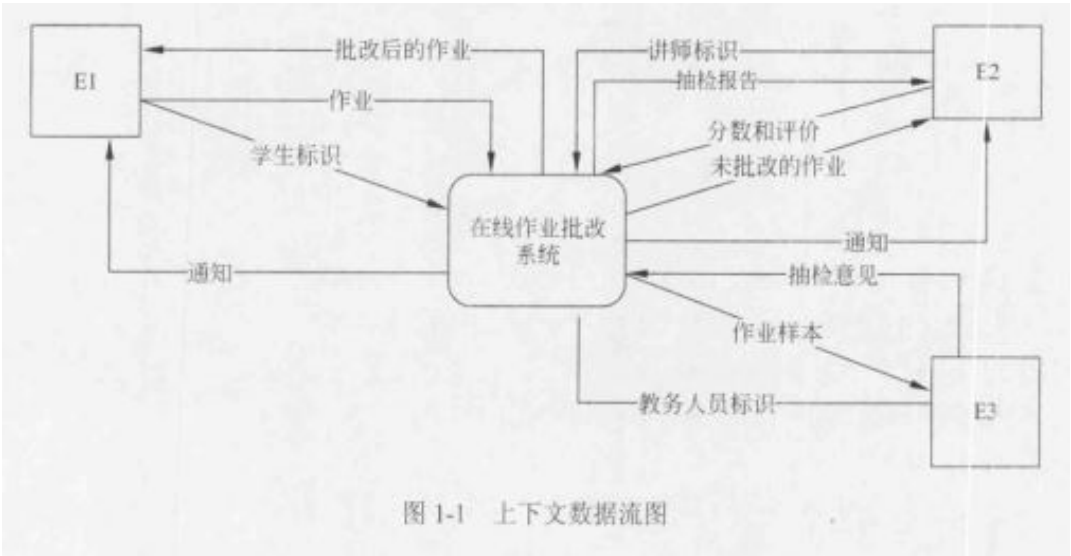 E1
批改后的作业
作业
学生标识
通知
讲师标识
抽检报告
分数和评价
未批改的作业
E2
在线作业批改
系统
通知
抽检意见
作业样本
教务人员标识
E3
图 1-1 上下文数据流图